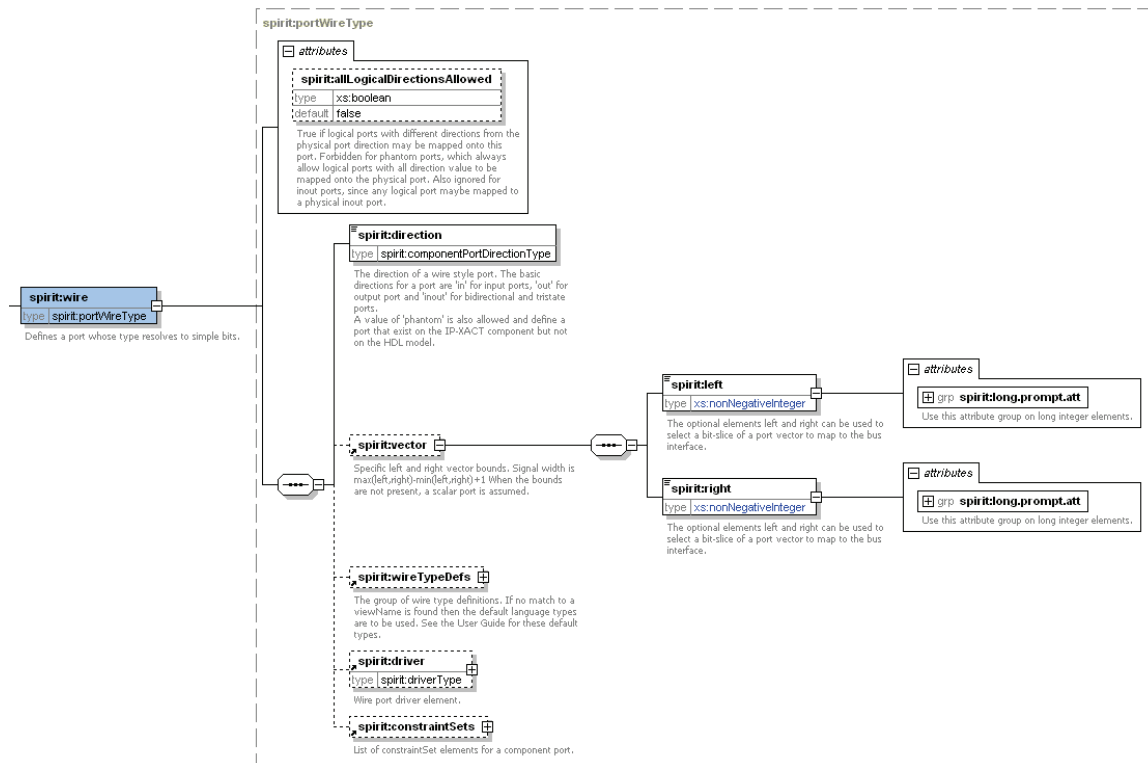 spirit:portWireType
attributes
spirit:allLogicalDirectionsAllowed
type xs:boolean
default false
True if logical ports with different directions from the
physical port direction may be mapped onto this
port. Forbidden for phantom ports, which always
allow logical ports with all direction value to be
mapped onto the physical port. Also ignored for
inout ports, since any logical port maybe mapped to
a physical inout port.
spirit:wire
type spirit:portWireType
Defines a port whose type resolves to simple bits.
spirit:direction
type spirit:componentPortDirectionType
The direction of a wire style port. The basic
directions for a port are 'in' for input ports, 'out' for
output port and 'inout' for bidirectional and tristate
ports.
A value of 'phantom' is also allowed and define a
port that exist on the IP-XACT component but not
on the HDL model.
spirit:vector
Specific left and right vector bounds. Signal width is
max(left,right)-min(left,right)+1 When the bounds
are not present, a scalar port is assumed.
spirit:left
type xs:nonNegativeInteger
The optional elements left and right can be used to
select a bit-slice of a port vector to map to the bus
interface.
attributes
grp spirit:long.prompt.att
Use this attribute group on long integer elements.
spirit:right
type xs:nonNegativeInteger
The optional elements left and right can be used to
select a bit-slice of a port vector to map to the bus
interface.
attributes
grp spirit:long.prompt.att
Use this attribute group on long integer elements.
spirit:wireTypeDefs
The group of wire type definitions. If no match to a
viewName is found then the default language types
are to be used. See the User Guide for these default
types.
spirit:driver
type spirit:driverType
Wire port driver element.
spirit:constraintSets
List of constraintSet elements for a component port.